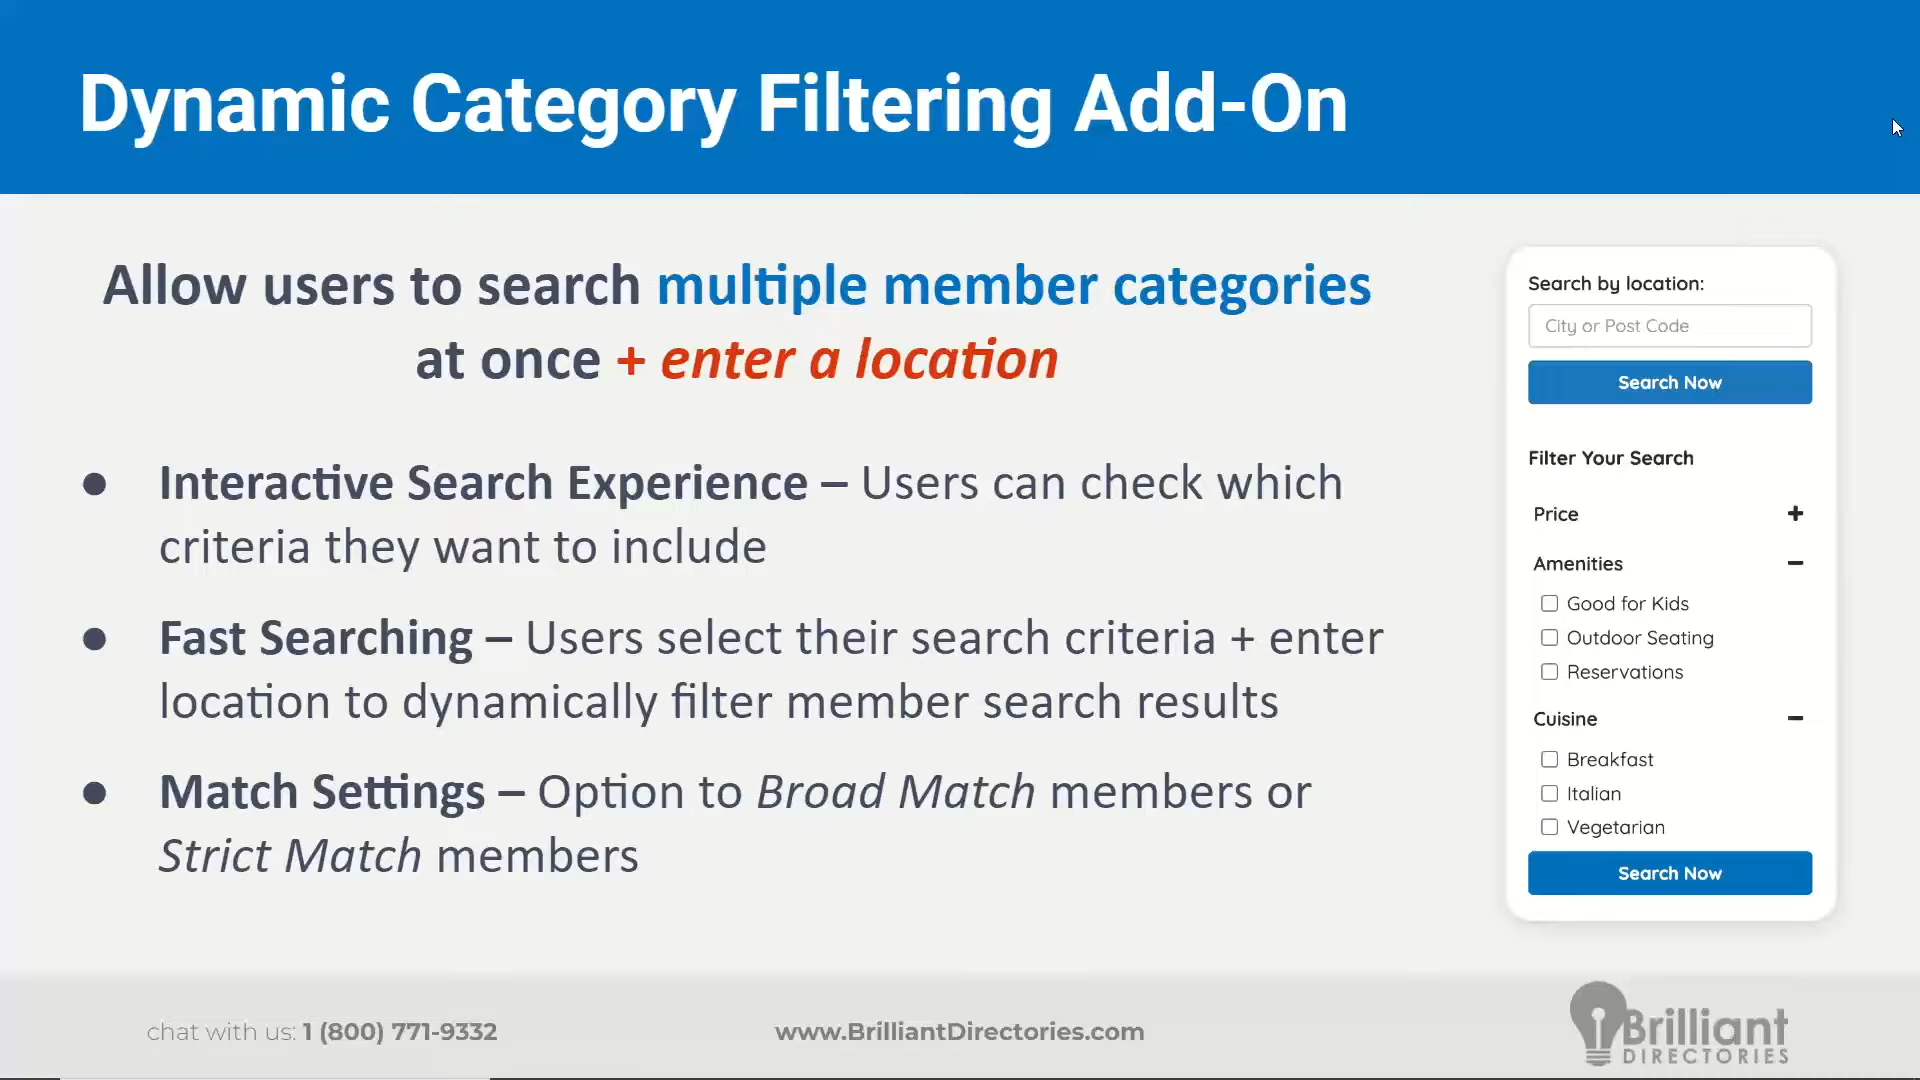 Dynamic Category Filtering Add-On
Allow users to search multiple member categories
at once + enter a location
● Interactive Search Experience – Users can check which
criteria they want to include
● Fast Searching – Users select their search criteria + enter
location to dynamically filter member search results
● Match Settings – Option to Broad Match members or
Strict Match members
Search by location:
City or Post Code
Search Now
Filter Your Search
Price
Amenities
Good for Kids
Outdoor Seating
Reservations
Cuisine
Breakfast
Italian
Vegetarian
Search Now
chat with us: 1 (800) 771-9332
www.BrilliantDirectories.com
Brilliant
DIRECTORIES